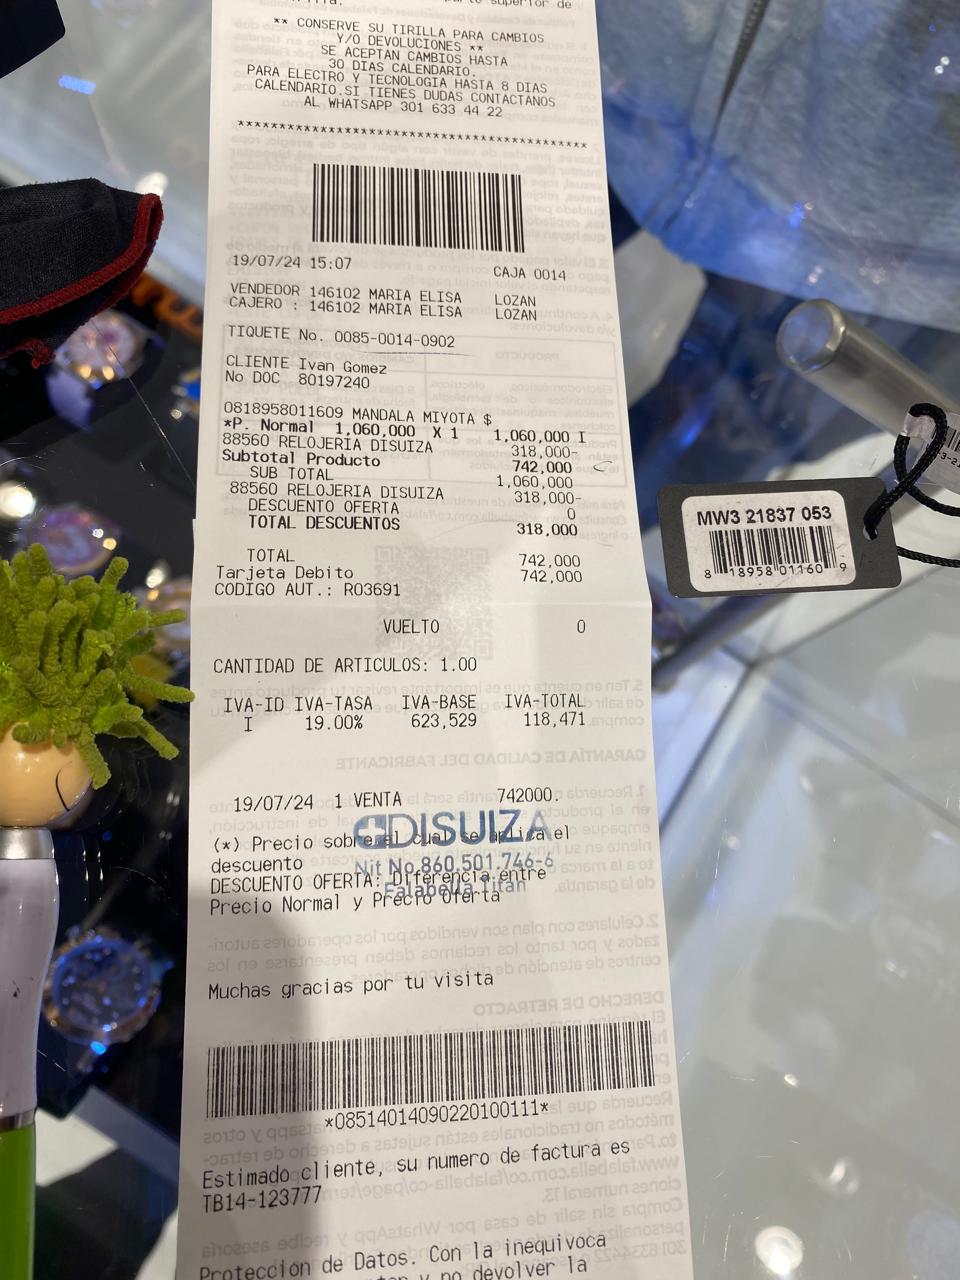 superior de
** CONSERVE SU TIRILLA PARA CAMBIOS
Y/O DEVOLUCIONES **
SE ACEPTAN CAMBIOS HASTA
30 DIAS CALENDARIO.
PARA ELECTRO Y TECNOLOGIA HASTA 8 DIAS
CALENDARIO.SI TIENES DUDAS CONTACTANOS
AL WHATSAPP 301 633 44 22
*******************************************
19/07/24 15:07 CAJA 0014
VENDEDOR 146102 MARIA ELISA LOZAN
CAJERO : 146102 MARIA ELISA LOZAN
TIQUETE No. 0085-0014-0902
CLIENTE Ivan Gomez
No DOC 80197240
0818958011609 MANDALA MIYOTA $
*P. Normal 1,060,000 X 1 1,060,000 I
88560 RELOJERIA DISUIZA 318,000-
Subtotal Producto 742,000
SUB TOTAL 1,060,000
88560 RELOJERIA DISUIZA 318,000-
DESCUENTO OFERTA 0
TOTAL DESCUENTOS 318,000
TOTAL 742,000
Tarjeta Debito 742,000
CODIGO AUT.: R03691
VUELTO 0
CANTIDAD DE ARTICULOS: 1.00
IVA-ID IVA-TASA IVA-BASE IVA-TOTAL
I 19.00% 623,529 118,471
19/07/24 1 VENTA 742000.
(*) Precio sobre el cual se aplica el
descuento
DESCUENTO OFERTA: Diferencia entre
Precio Normal y Precio Oferta
DISUIZA
Nit No.860.501.746-6
Falabella Titan
Muchas gracias por tu visita
*08514014090220100111*
Estimado cliente, su numero de factura es
TB14-123777
Proteccion de Datos. Con la inequivoca
y no devolver la
MW3 21837 053
8 18958 01160 9